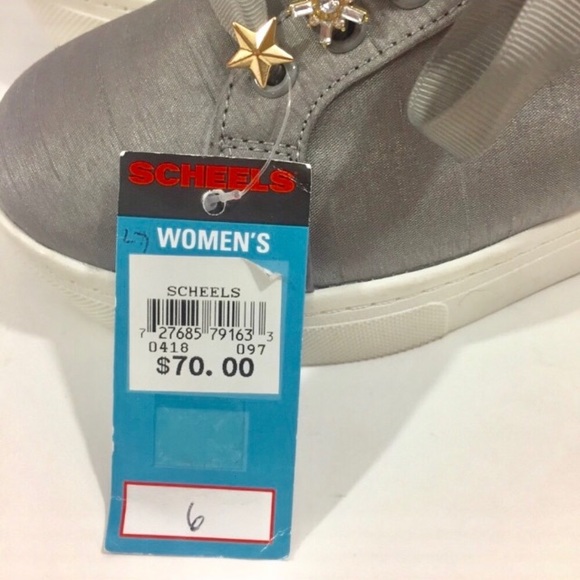 SCHEELS
WOMEN'S
SCHEELS
7 27685 79163 3
0418 097
$70.00
6